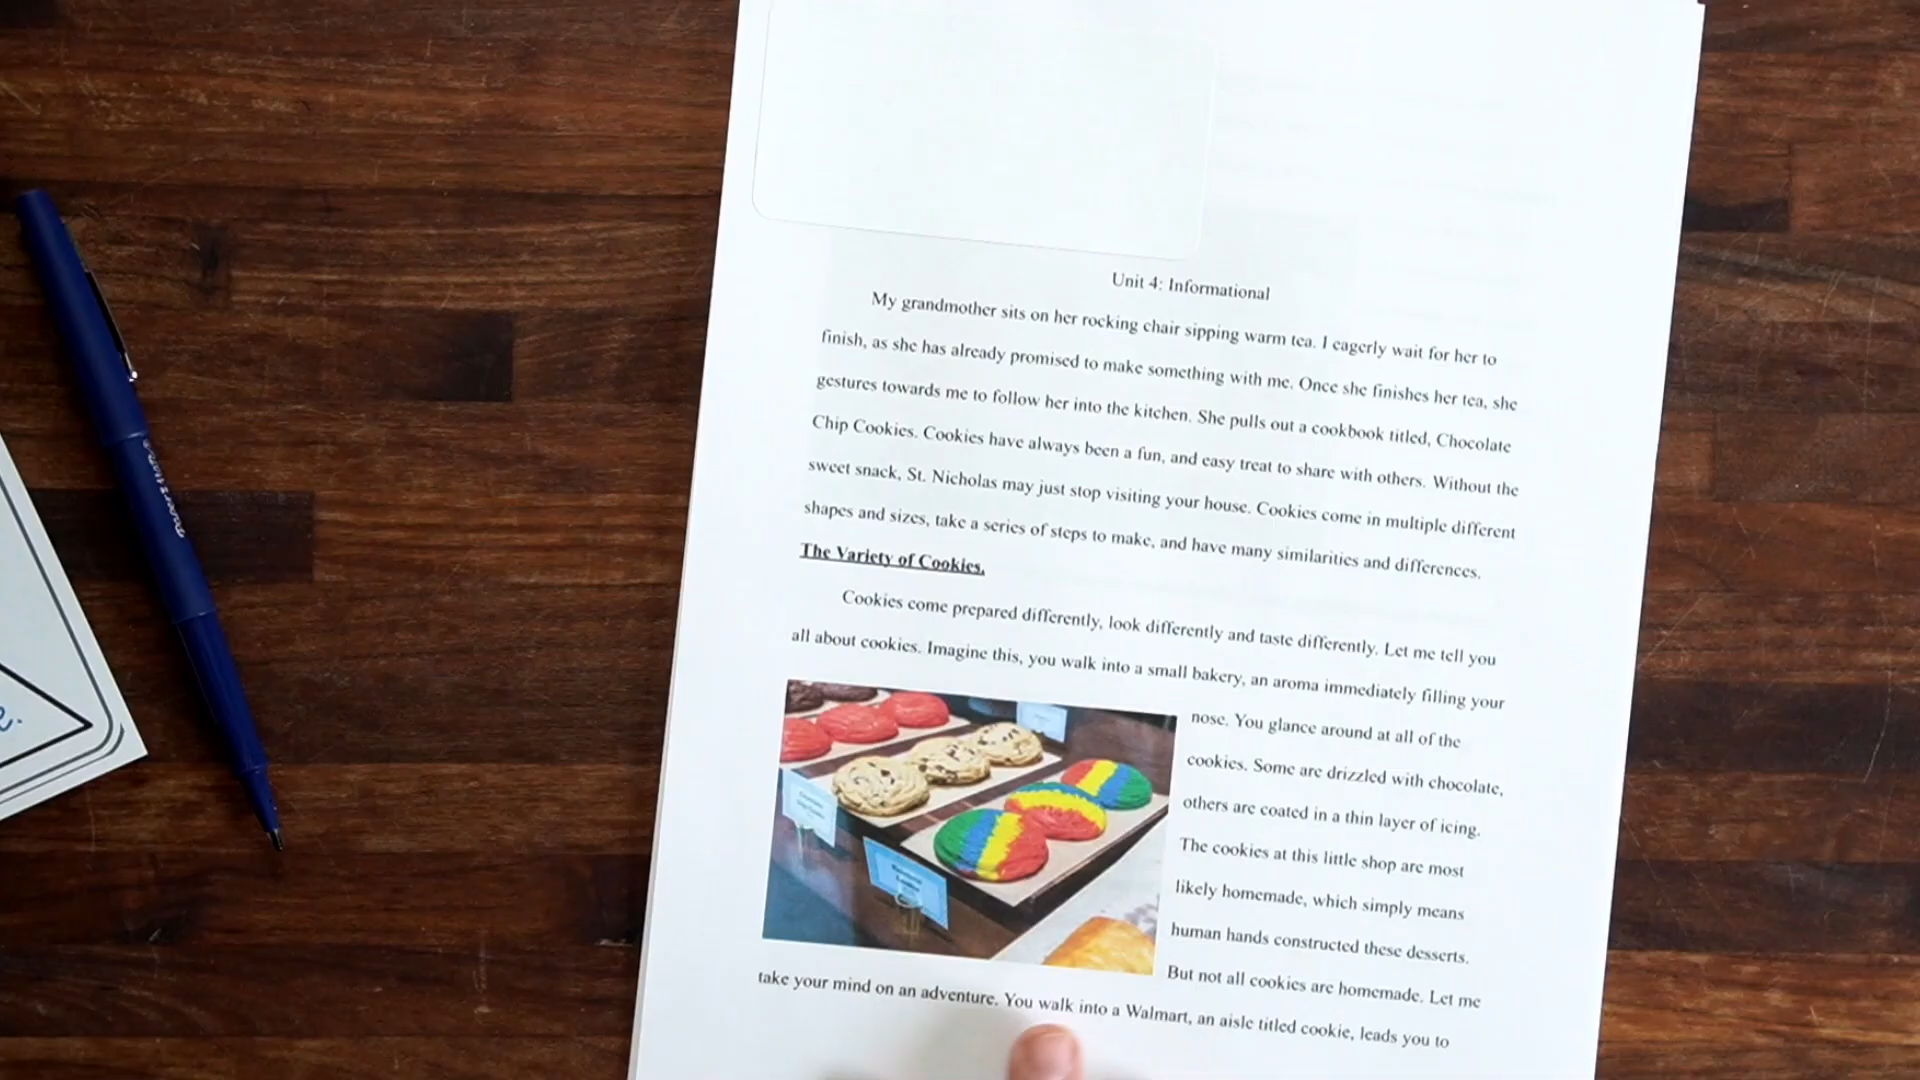 Unit 4: Informational
My grandmother sits on her rocking chair sipping warm tea. I eagerly wait for her to
finish, as she has already promised to make something with me. Once she finishes her tea, she
gestures towards me to follow her into the kitchen. She pulls out a cookbook titled, Chocolate
Chip Cookies. Cookies have always been a fun, and easy treat to share with others. Without the
sweet snack, St. Nicholas may just stop visiting your house. Cookies come in multiple different
shapes and sizes, take a series of steps to make, and have many similarities and differences.
The Variety of Cookies.
Cookies come prepared differently, look differently and taste differently. Let me tell you
all about cookies. Imagine this, you walk into a small bakery, an aroma immediately filling your
nose. You glance around at all of the
cookies. Some are drizzled with chocolate,
others are coated in a thin layer of icing.
The cookies at this little shop are most
likely homemade, which simply means
human hands constructed these desserts.
But not all cookies are homemade. Let me
take your mind on an adventure. You walk into a Walmart, an aisle titled cookie, leads you to